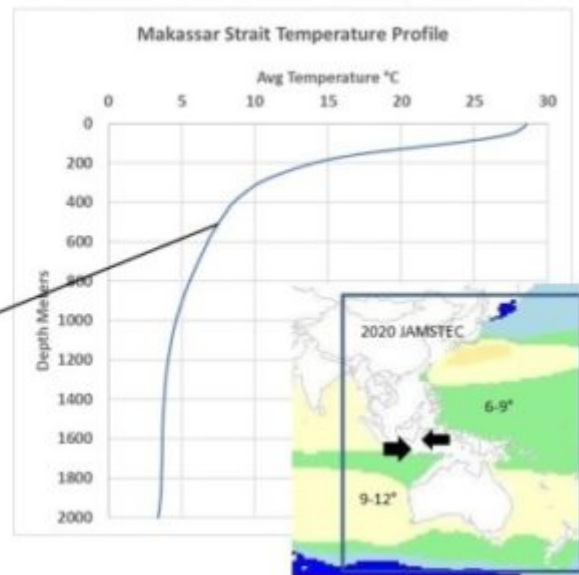 Makassar Strait Temperature Profile
Avg Temperature °C
0 5 10 15 20 25 30
0
200
400
600
800
1000
1200
1400
1600
1800
2000
Depth Meters
2020 JAMSTEC
6-9°
9-12°